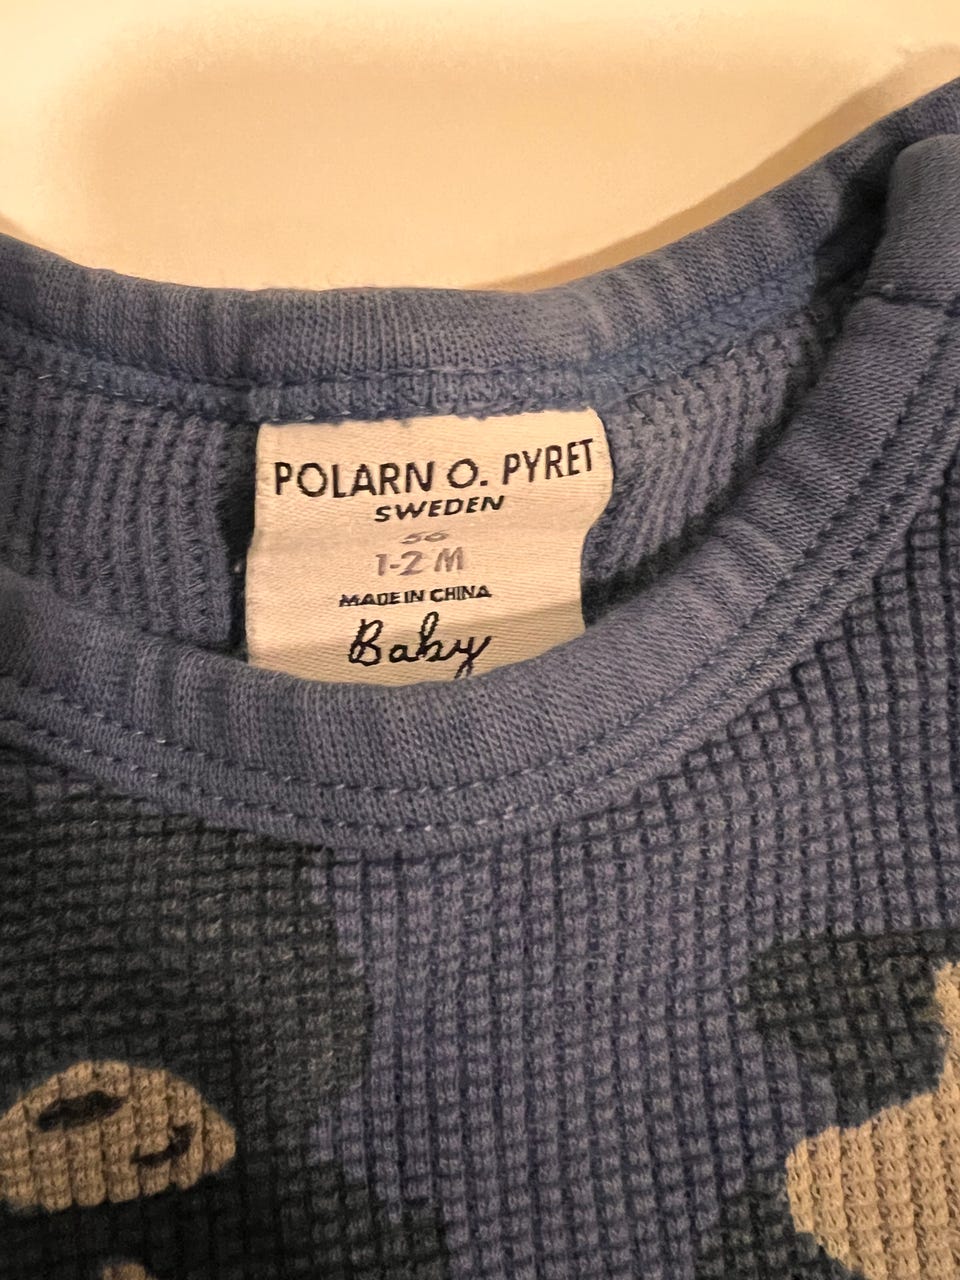 POLARN O. PYRET
SWEDEN
56
1-2 M
MADE IN CHINA
Baby